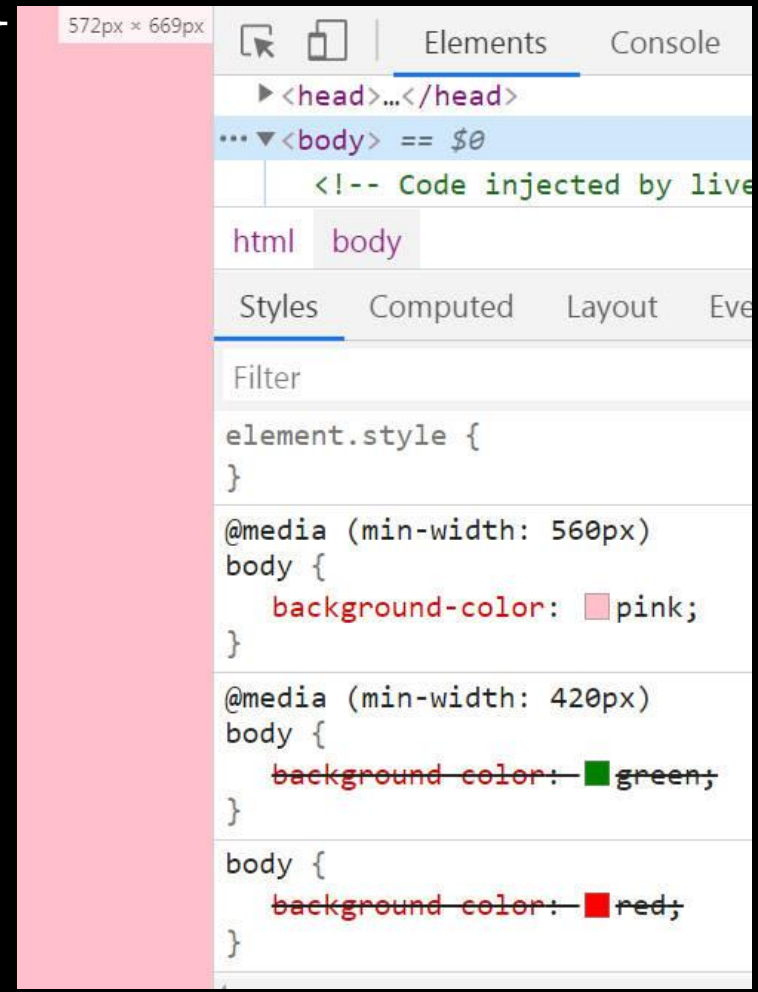 572px × 669px
Elements Console
<head>…</head>
··· ▼<body> == $0
<!-- Code injected by live
html body
Styles Computed Layout Eve
Filter
element.style {
}
@media (min-width: 560px)
body {
background-color: pink;
}
@media (min-width: 420px)
body {
background-color: green;
}
body {
background-color: red;
}